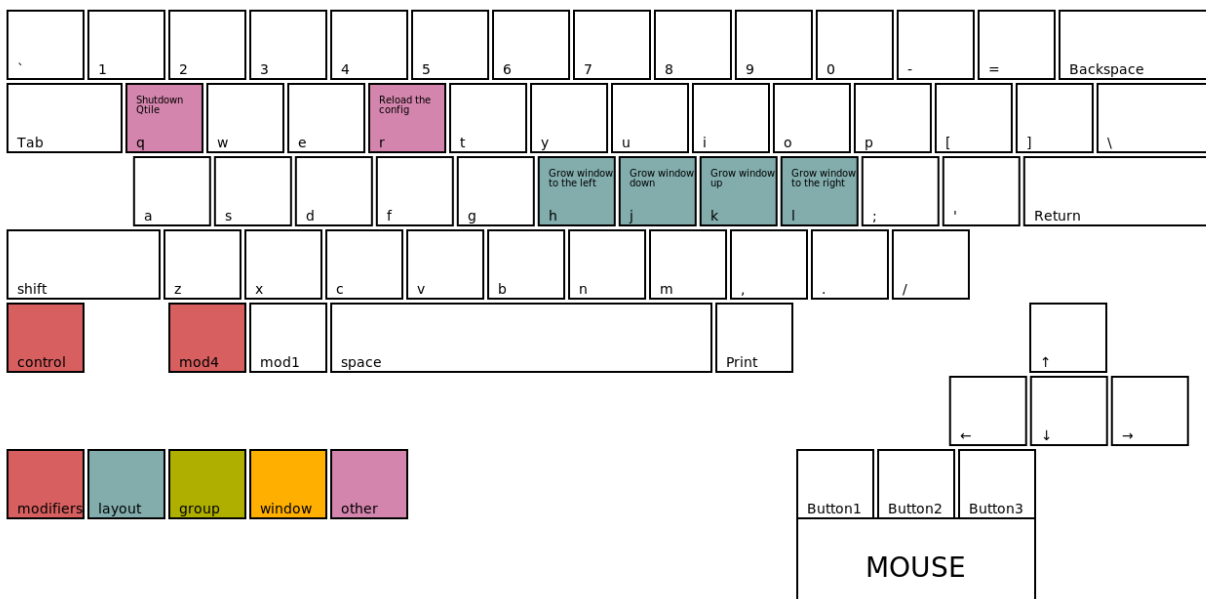 ` 1 2 3 4 5 6 7 8 9 0 - = Backspace
Shutdown
Qtile
Reload the
config
Tab q w e r t y u i o p [ ] \
Grow window
to the left
Grow window
down
Grow window
up
Grow window
to the right
a s d f g h j k l ; ' Return
shift z x c v b n m , . /
control mod4 mod1 space Print ↑
← ↓ →
modifiers layout group window other Button1 Button2 Button3
MOUSE